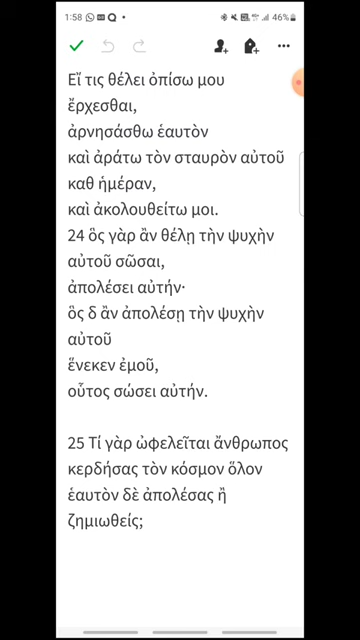 1:58
46%
Εἴ τις θέλει ὀπίσω μου
ἔρχεσθαι,
ἀρνησάσθω ἑαυτὸν
καὶ ἀράτω τὸν σταυρὸν αὐτοῦ
καθ ἡμέραν,
καὶ ἀκολουθείτω μοι.
24 ὃς γὰρ ἂν θέλῃ τὴν ψυχὴν
αὐτοῦ σῶσαι,
ἀπολέσει αὐτήν·
ὃς δ ἂν ἀπολέσῃ τὴν ψυχὴν
αὐτοῦ
ἕνεκεν ἐμοῦ,
οὗτος σώσει αὐτήν.
25 Τί γὰρ ὠφελεῖται ἄνθρωπος
κερδήσας τὸν κόσμον ὅλον
ἑαυτὸν δὲ ἀπολέσας ἢ
ζημιωθείς;